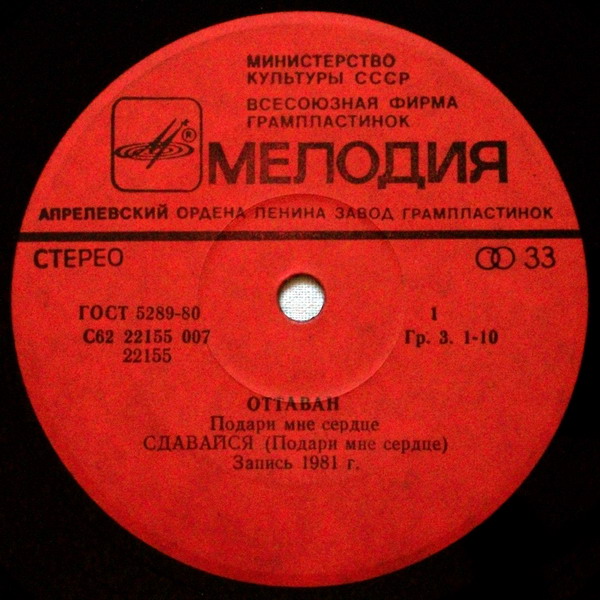 МИНИСТЕРСТВО
КУЛЬТУРЫ СССР
ВСЕСОЮЗНАЯ ФИРМА
ГРАМПЛАСТИНОК
®
МЕЛОДИЯ
АПРЕЛЕВСКИЙ ОРДЕНА ЛЕНИНА ЗАВОД ГРАМПЛАСТИНОК
СТЕРЕО 33
ГОСТ 5289-80 1
С62 22155 007 Гр. 3. 1-10
22155
ОТТАВАН
Подари мне сердце
СДАВАЙСЯ (Подари мне сердце)
Запись 1981 г.